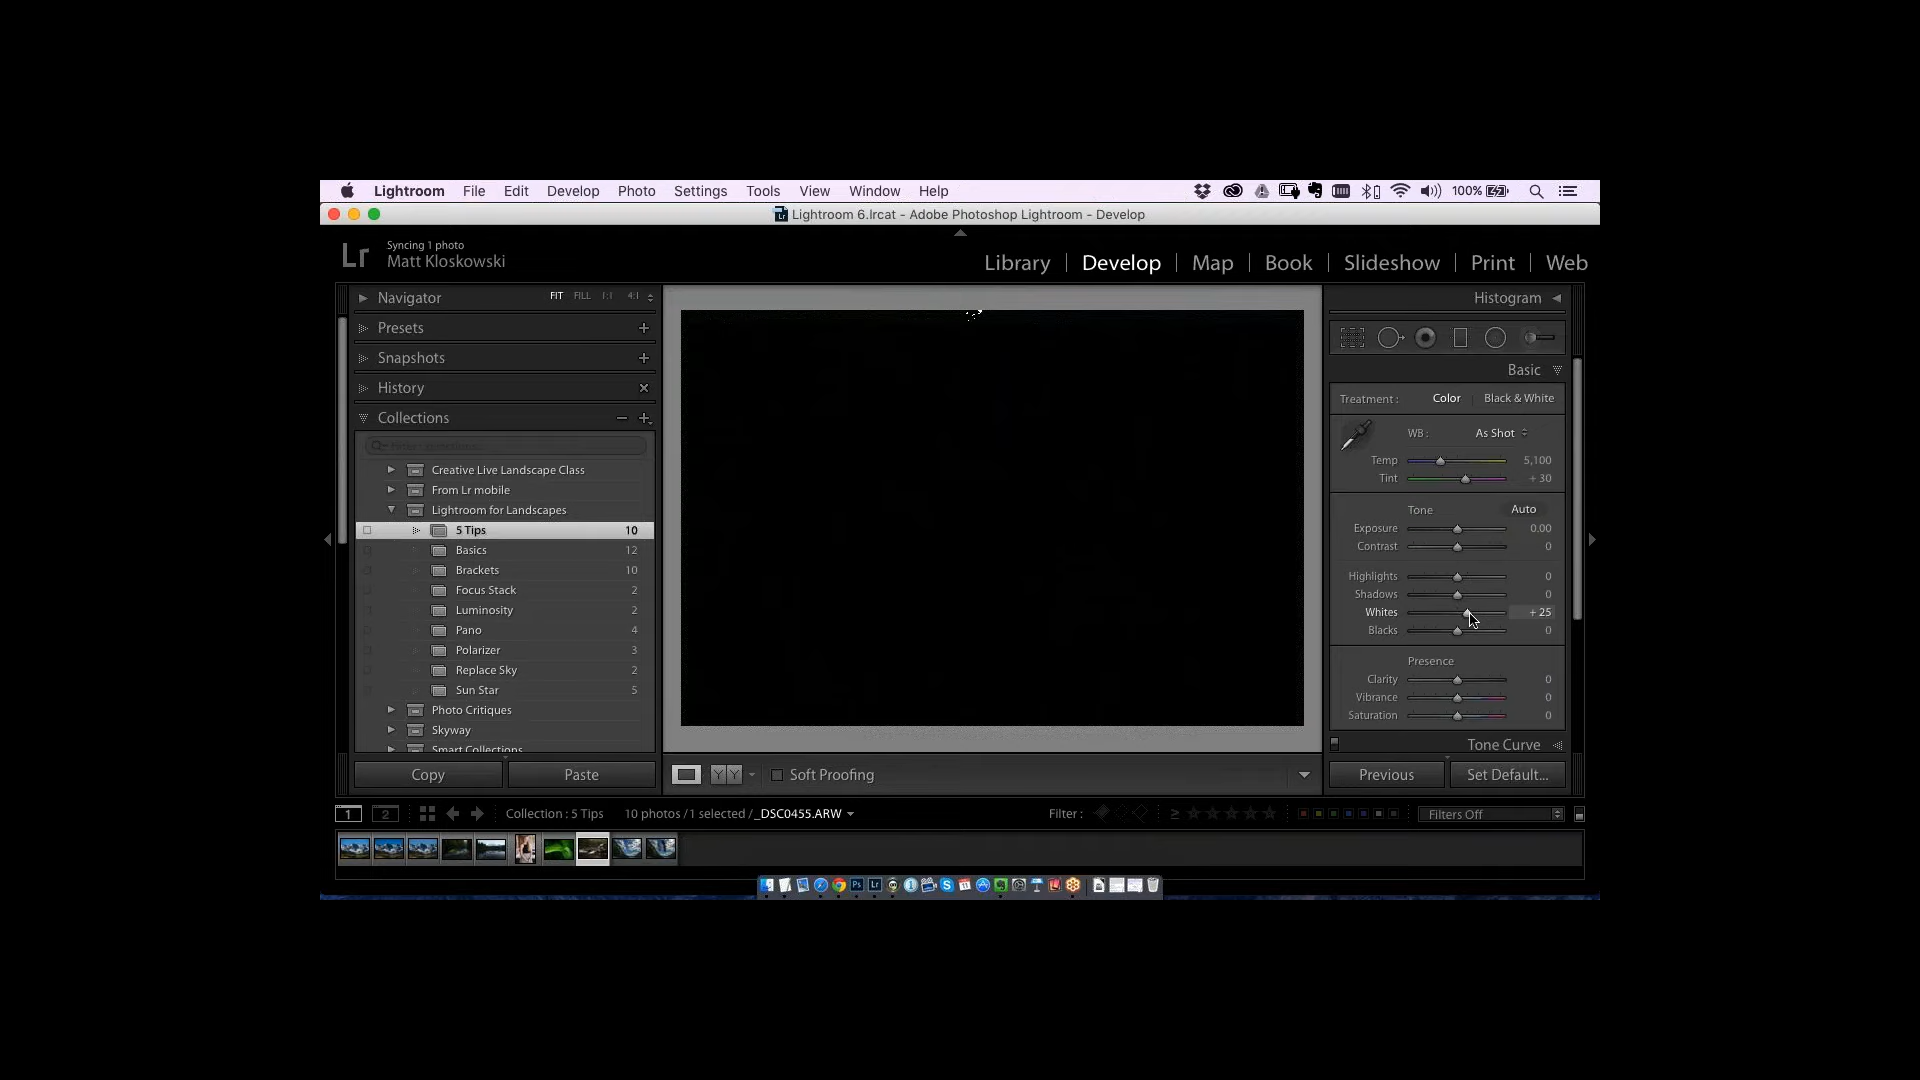 Lightroom File Edit Develop Photo Settings Tools View Window Help 100%
Lightroom 6.lrcat - Adobe Photoshop Lightroom - Develop
Lr
Syncing 1 photo
Matt Kloskowski
Library | Develop | Map | Book | Slideshow | Print | Web
Navigator FIT FILL 1:1 4:1
Presets
Snapshots
History
Collections
Creative Live Landscape Class
From Lr mobile
Lightroom for Landscapes
5 Tips 10
Basics 12
Brackets 10
Focus Stack 2
Luminosity 2
Pano 4
Polarizer 3
Replace Sky 2
Sun Star 5
Photo Critiques
Skyway
Smart Collections
Copy Paste
Soft Proofing
Histogram
Basic
Treatment : Color Black & White
WB : As Shot
Temp 5,100
Tint + 30
Tone Auto
Exposure 0.00
Contrast 0
Highlights 0
Shadows 0
Whites + 25
Blacks 0
Presence
Clarity 0
Vibrance 0
Saturation 0
Tone Curve
Previous Set Default...
1 2 Collection : 5 Tips 10 photos / 1 selected / _DSC0455.ARW Filter : Filters Off